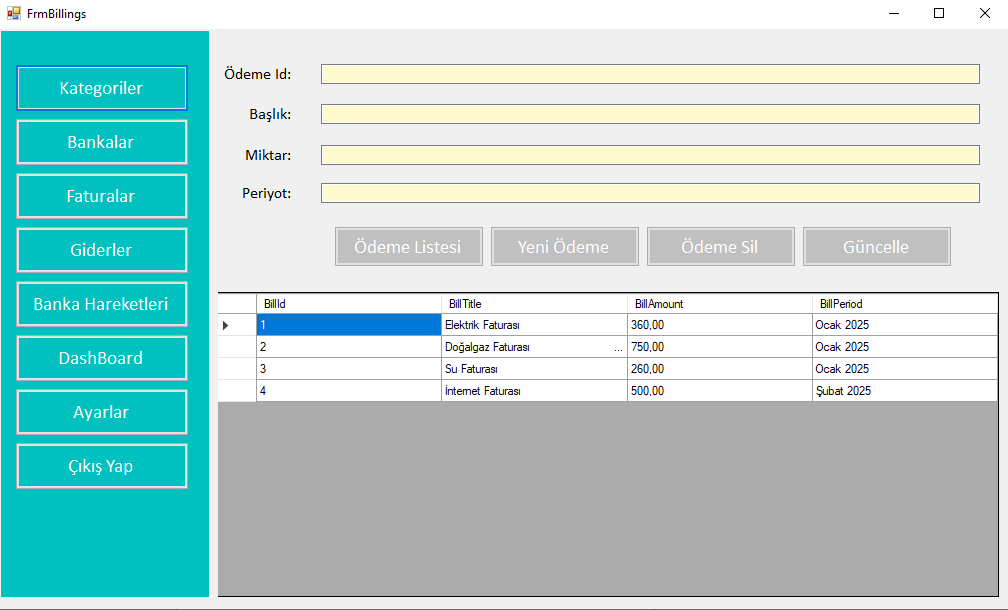 FrmBillings
Kategoriler
Bankalar
Faturalar
Giderler
Banka Hareketleri
DashBoard
Ayarlar
Çıkış Yap
Ödeme Id:
Başlık:
Miktar:
Periyot:
Ödeme Listesi Yeni Ödeme Ödeme Sil Güncelle
BillId BillTitle BillAmount BillPeriod
1 Elektrik Faturası 360,00 Ocak 2025
2 Doğalgaz Faturası ... 750,00 Ocak 2025
3 Su Faturası 260,00 Ocak 2025
4 İnternet Faturası 500,00 Şubat 2025